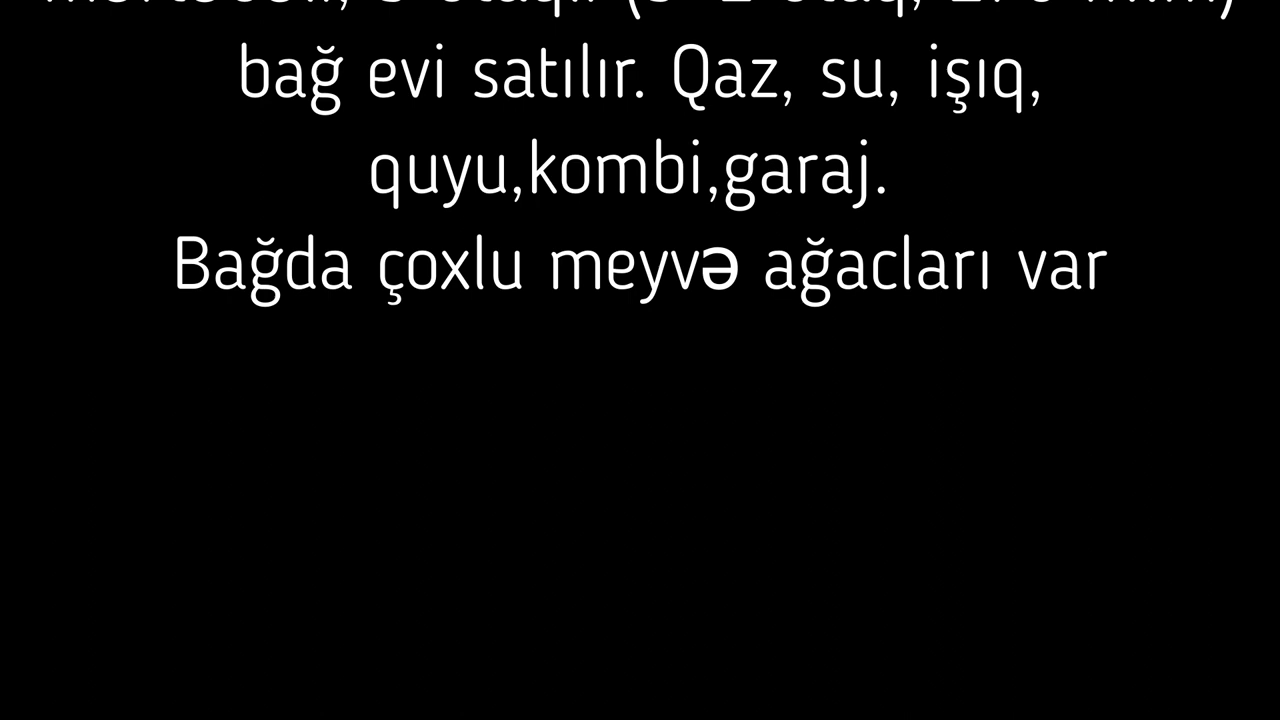 bağ evi satılır. Qaz, su, işıq,
quyu,kombi,garaj.
Bağda çoxlu meyvə ağacları var